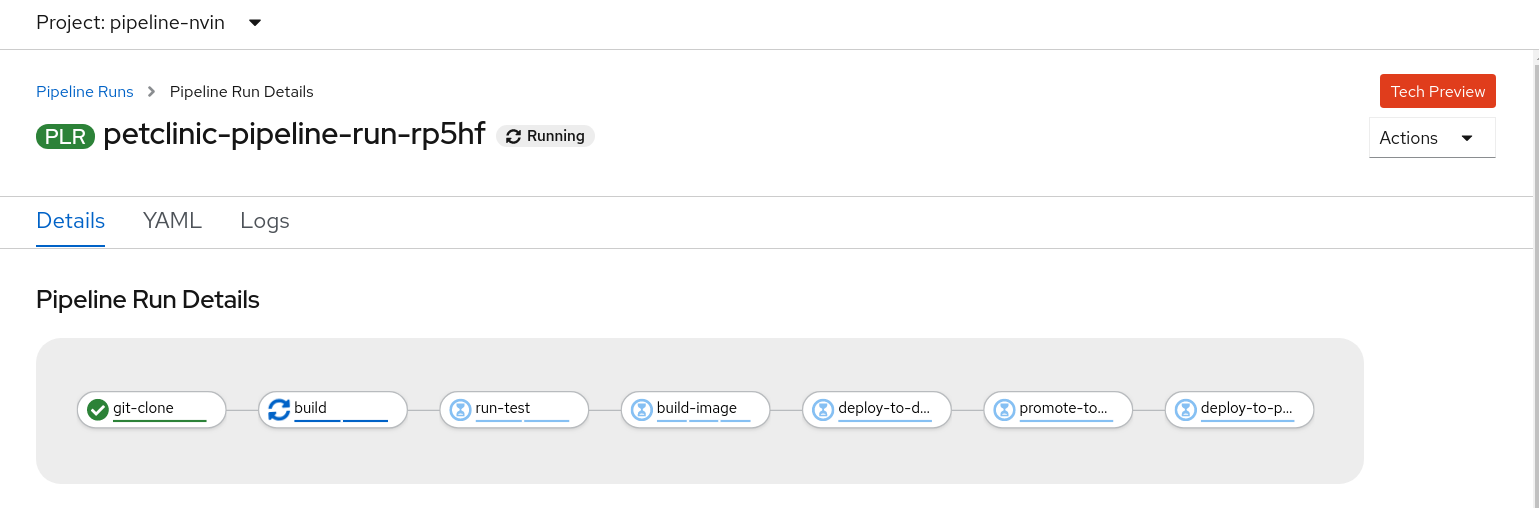 Project: pipeline-nvin
Pipeline Runs Pipeline Run Details
Tech Preview
PLR petclinic-pipeline-run-rp5hf Running
Actions
Details YAML Logs
Pipeline Run Details
git-clone build run-test build-image deploy-to-d... promote-to... deploy-to-p...